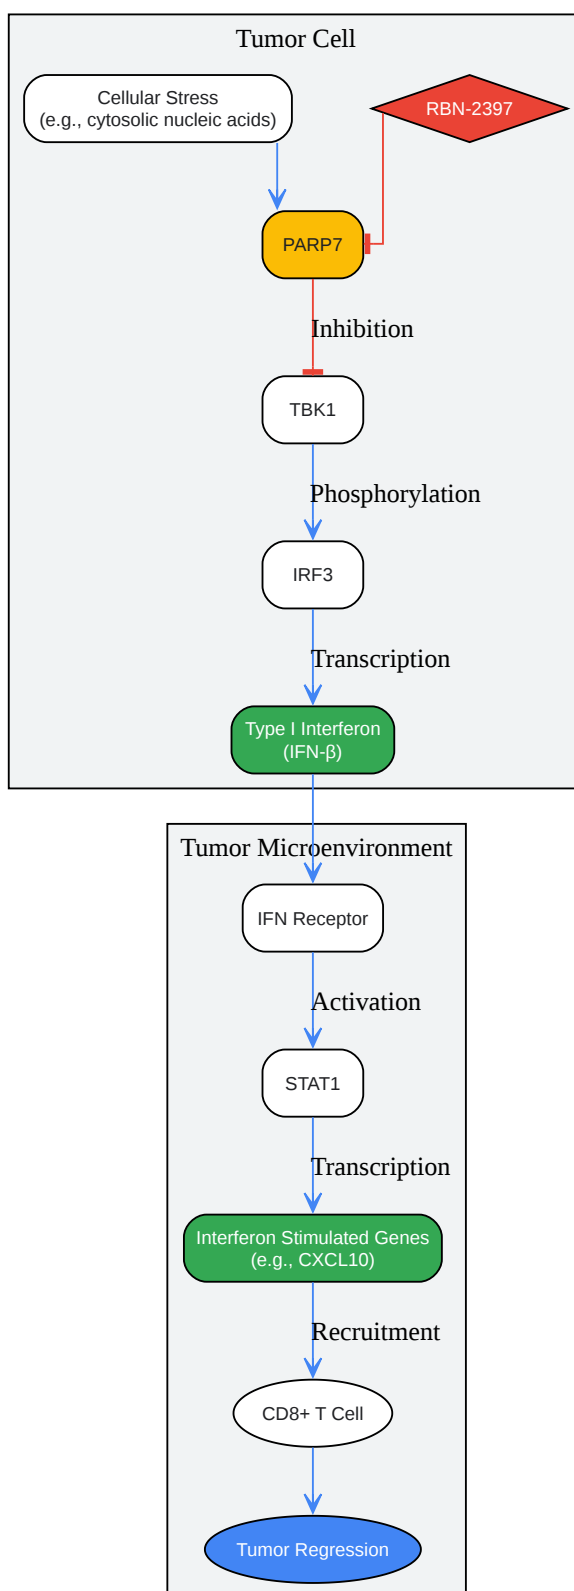 Tumor Cell
Cellular Stress
(e.g., cytosolic nucleic acids)
RBN-2397
PARP7
Inhibition
TBK1
Phosphorylation
IRF3
Transcription
Type I Interferon
(IFN-β)
Tumor Microenvironment
IFN Receptor
Activation
STAT1
Transcription
Interferon Stimulated Genes
(e.g., CXCL10)
Recruitment
CD8+ T Cell
Tumor Regression